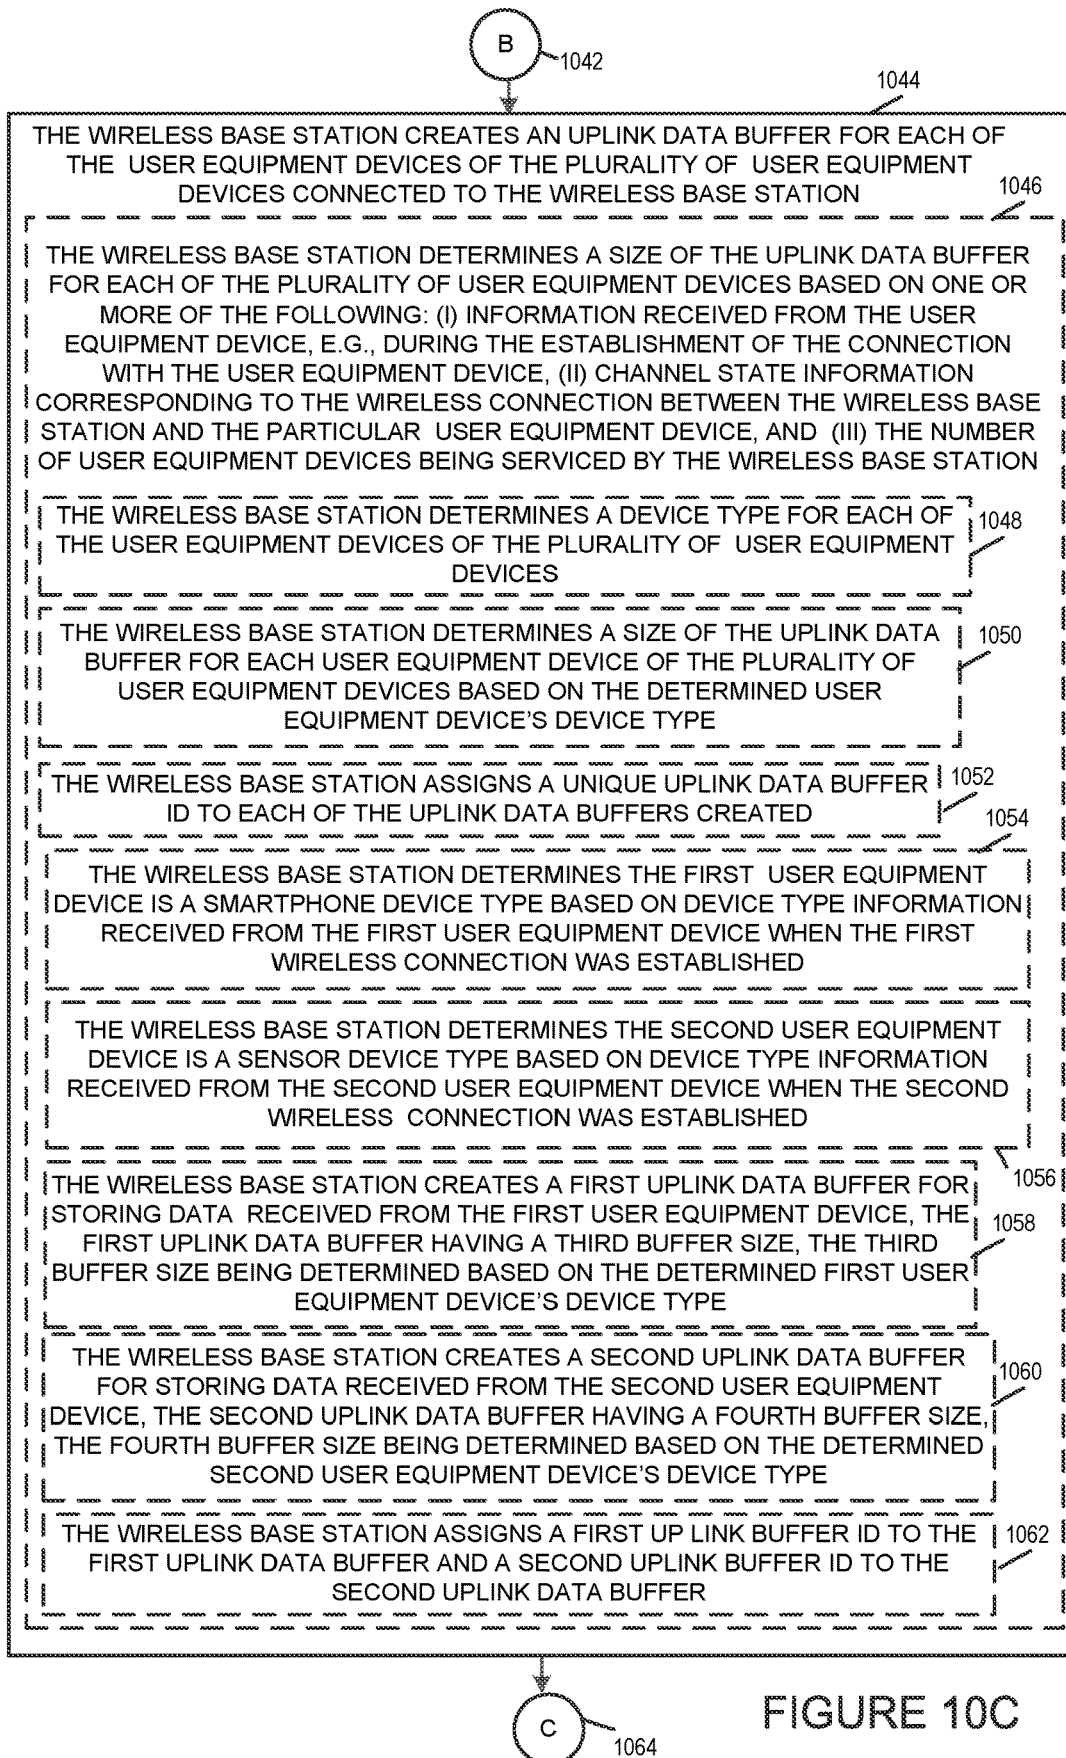 B
1042
1044
THE WIRELESS BASE STATION CREATES AN UPLINK DATA BUFFER FOR EACH OF
THE USER EQUIPMENT DEVICES OF THE PLURALITY OF USER EQUIPMENT
DEVICES CONNECTED TO THE WIRELESS BASE STATION
1046
THE WIRELESS BASE STATION DETERMINES A SIZE OF THE UPLINK DATA BUFFER
FOR EACH OF THE PLURALITY OF USER EQUIPMENT DEVICES BASED ON ONE OR
MORE OF THE FOLLOWING: (I) INFORMATION RECEIVED FROM THE USER
EQUIPMENT DEVICE, E.G., DURING THE ESTABLISHMENT OF THE CONNECTION
WITH THE USER EQUIPMENT DEVICE, (II) CHANNEL STATE INFORMATION
CORRESPONDING TO THE WIRELESS CONNECTION BETWEEN THE WIRELESS BASE
STATION AND THE PARTICULAR USER EQUIPMENT DEVICE, AND (III) THE NUMBER
OF USER EQUIPMENT DEVICES BEING SERVICED BY THE WIRELESS BASE STATION
THE WIRELESS BASE STATION DETERMINES A DEVICE TYPE FOR EACH OF
THE USER EQUIPMENT DEVICES OF THE PLURALITY OF USER EQUIPMENT
DEVICES
1048
THE WIRELESS BASE STATION DETERMINES A SIZE OF THE UPLINK DATA
BUFFER FOR EACH USER EQUIPMENT DEVICE OF THE PLURALITY OF
USER EQUIPMENT DEVICES BASED ON THE DETERMINED USER
EQUIPMENT DEVICE'S DEVICE TYPE
1050
THE WIRELESS BASE STATION ASSIGNS A UNIQUE UPLINK DATA BUFFER
ID TO EACH OF THE UPLINK DATA BUFFERS CREATED
1052
1054
THE WIRELESS BASE STATION DETERMINES THE FIRST USER EQUIPMENT
DEVICE IS A SMARTPHONE DEVICE TYPE BASED ON DEVICE TYPE INFORMATION
RECEIVED FROM THE FIRST USER EQUIPMENT DEVICE WHEN THE FIRST
WIRELESS CONNECTION WAS ESTABLISHED
THE WIRELESS BASE STATION DETERMINES THE SECOND USER EQUIPMENT
DEVICE IS A SENSOR DEVICE TYPE BASED ON DEVICE TYPE INFORMATION
RECEIVED FROM THE SECOND USER EQUIPMENT DEVICE WHEN THE SECOND
WIRELESS CONNECTION WAS ESTABLISHED
1056
THE WIRELESS BASE STATION CREATES A FIRST UPLINK DATA BUFFER FOR
STORING DATA RECEIVED FROM THE FIRST USER EQUIPMENT DEVICE, THE
FIRST UPLINK DATA BUFFER HAVING A THIRD BUFFER SIZE, THE THIRD
BUFFER SIZE BEING DETERMINED BASED ON THE DETERMINED FIRST USER
EQUIPMENT DEVICE'S DEVICE TYPE
1058
THE WIRELESS BASE STATION CREATES A SECOND UPLINK DATA BUFFER
FOR STORING DATA RECEIVED FROM THE SECOND USER EQUIPMENT
DEVICE, THE SECOND UPLINK DATA BUFFER HAVING A FOURTH BUFFER SIZE,
THE FOURTH BUFFER SIZE BEING DETERMINED BASED ON THE DETERMINED
SECOND USER EQUIPMENT DEVICE'S DEVICE TYPE
1060
THE WIRELESS BASE STATION ASSIGNS A FIRST UP LINK BUFFER ID TO THE
FIRST UPLINK DATA BUFFER AND A SECOND UPLINK BUFFER ID TO THE
SECOND UPLINK DATA BUFFER
1062
C
1064
FIGURE 10C